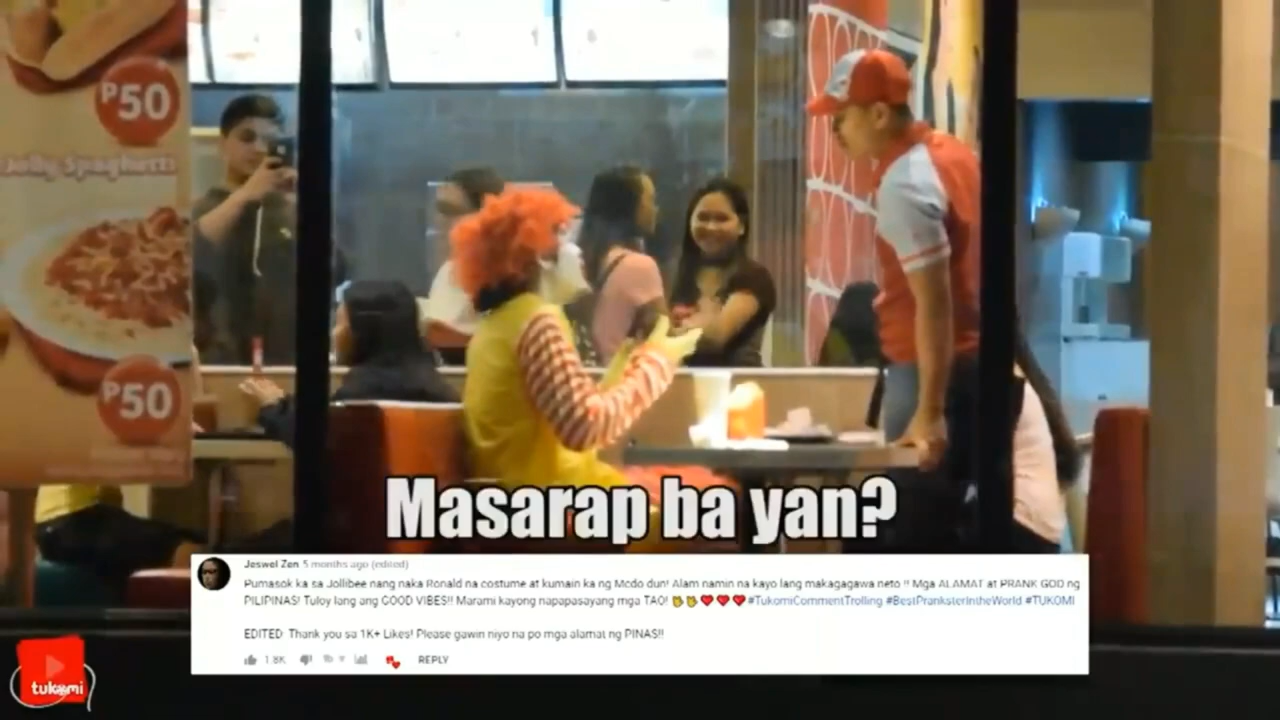 ₱50
Jolly Spaghetti
₱50
Masarap ba yan?
Jeswel Zen 5 months ago (edited)
Pumasok ka sa Jollibee nang naka Ronald na costume at kumain ka ng Mcdo dun! Alam namin na kayo lang makagagawa neto !! Mga ALAMAT at PRANK GOD ng
PILIPINAS! Tuloy lang ang GOOD VIBES!! Marami kayong napapasayang mga TAO! 🤘🤘❤❤❤ #TukomiCommentTrolling #BestPranksterIntheWorld #TUKOMI
EDITED: Thank you sa 1K+ Likes! Please gawin niyo na po mga alamat ng PINAS!!
1.8K REPLY
tukomi